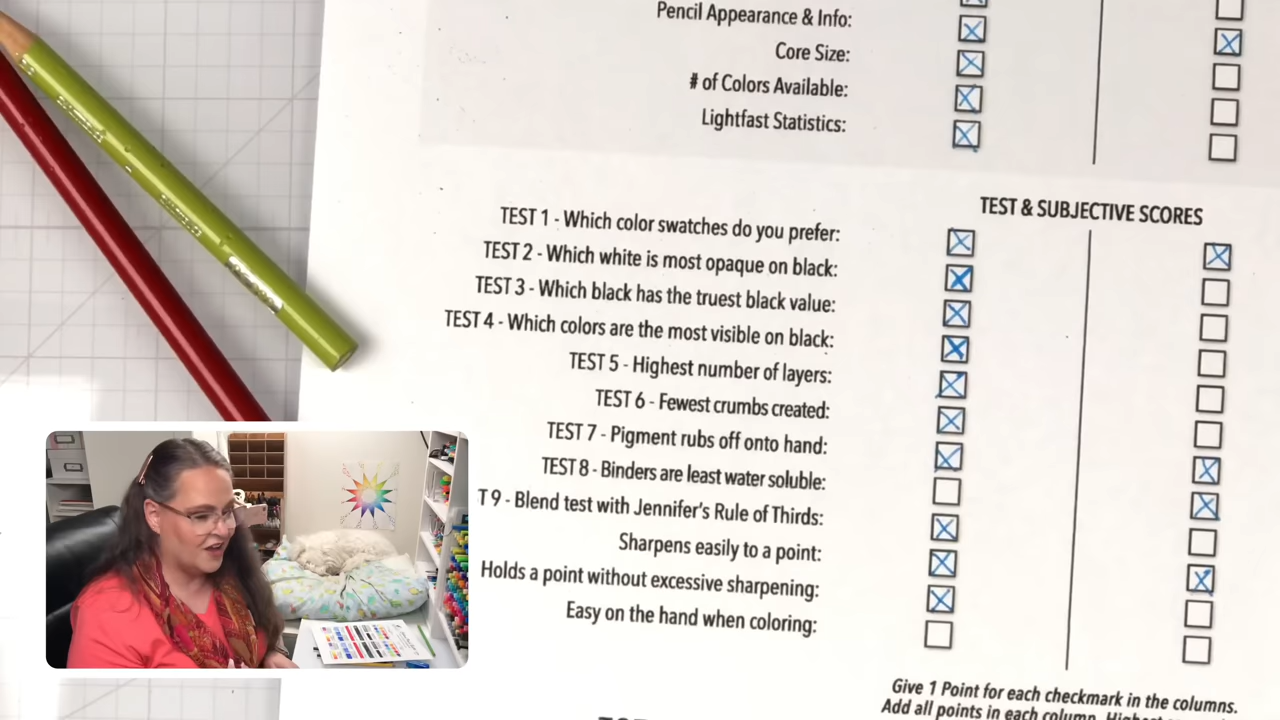 Pencil Appearance & Info:
Core Size:
# of Colors Available:
Lightfast Statistics:
TEST & SUBJECTIVE SCORES
TEST 1 - Which color swatches do you prefer:
TEST 2 - Which white is most opaque on black:
TEST 3 - Which black has the truest black value:
TEST 4 - Which colors are the most visible on black:
TEST 5 - Highest number of layers:
TEST 6 - Fewest crumbs created:
TEST 7 - Pigment rubs off onto hand:
TEST 8 - Binders are least water soluble:
T 9 - Blend test with Jennifer's Rule of Thirds:
Sharpens easily to a point:
Holds a point without excessive sharpening:
Easy on the hand when coloring:
Give 1 Point for each checkmark in the columns.
Add all points in each column.